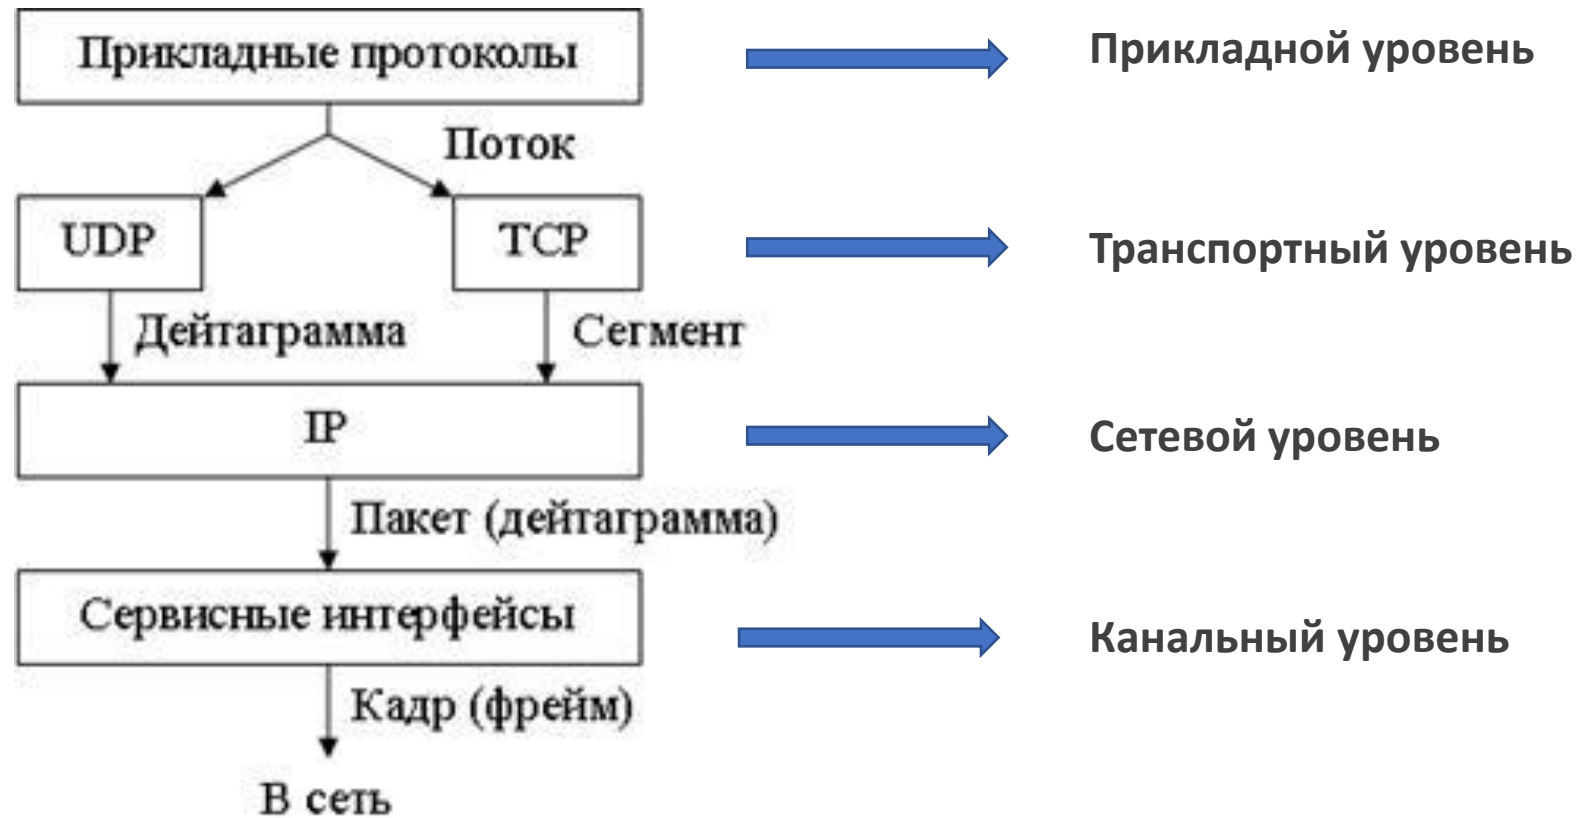 Прикладные протоколы
Прикладной уровень
Поток
UDP
TCP
Транспортный уровень
Дейтаграмма
Сегмент
IP
Сетевой уровень
Пакет (дейтаграмма)
Сервисные интерфейсы
Канальный уровень
Кадр (фрейм)
В сеть